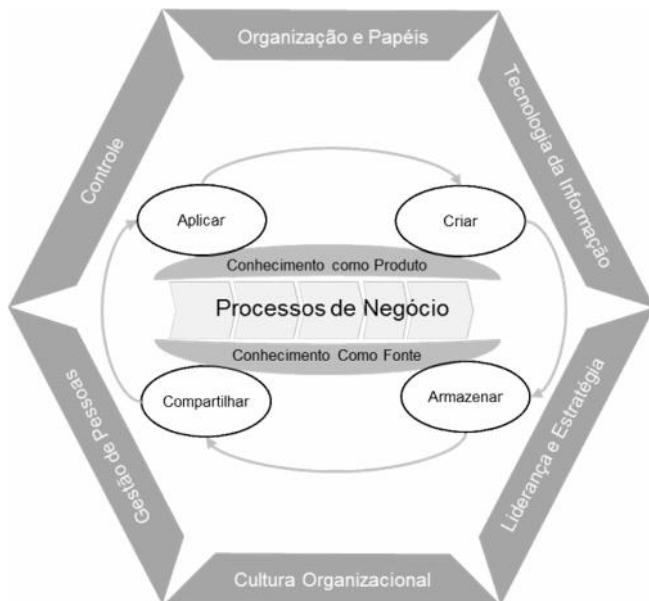 Organização e Papéis
Controle
Tecnologia da Informação
Aplicar
Criar
Conhecimento como Produto
Processos de Negócio
Conhecimento Como Fonte
Compartilhar
Armazenar
Gestão de Pessoas
Liderança e Estratégia
Cultura Organizacional